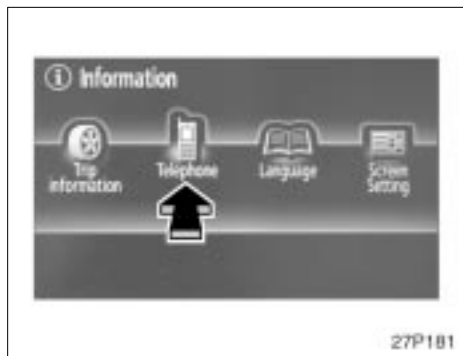 i Information
Trip information
Telephone
Language
Screen Setting
27P181